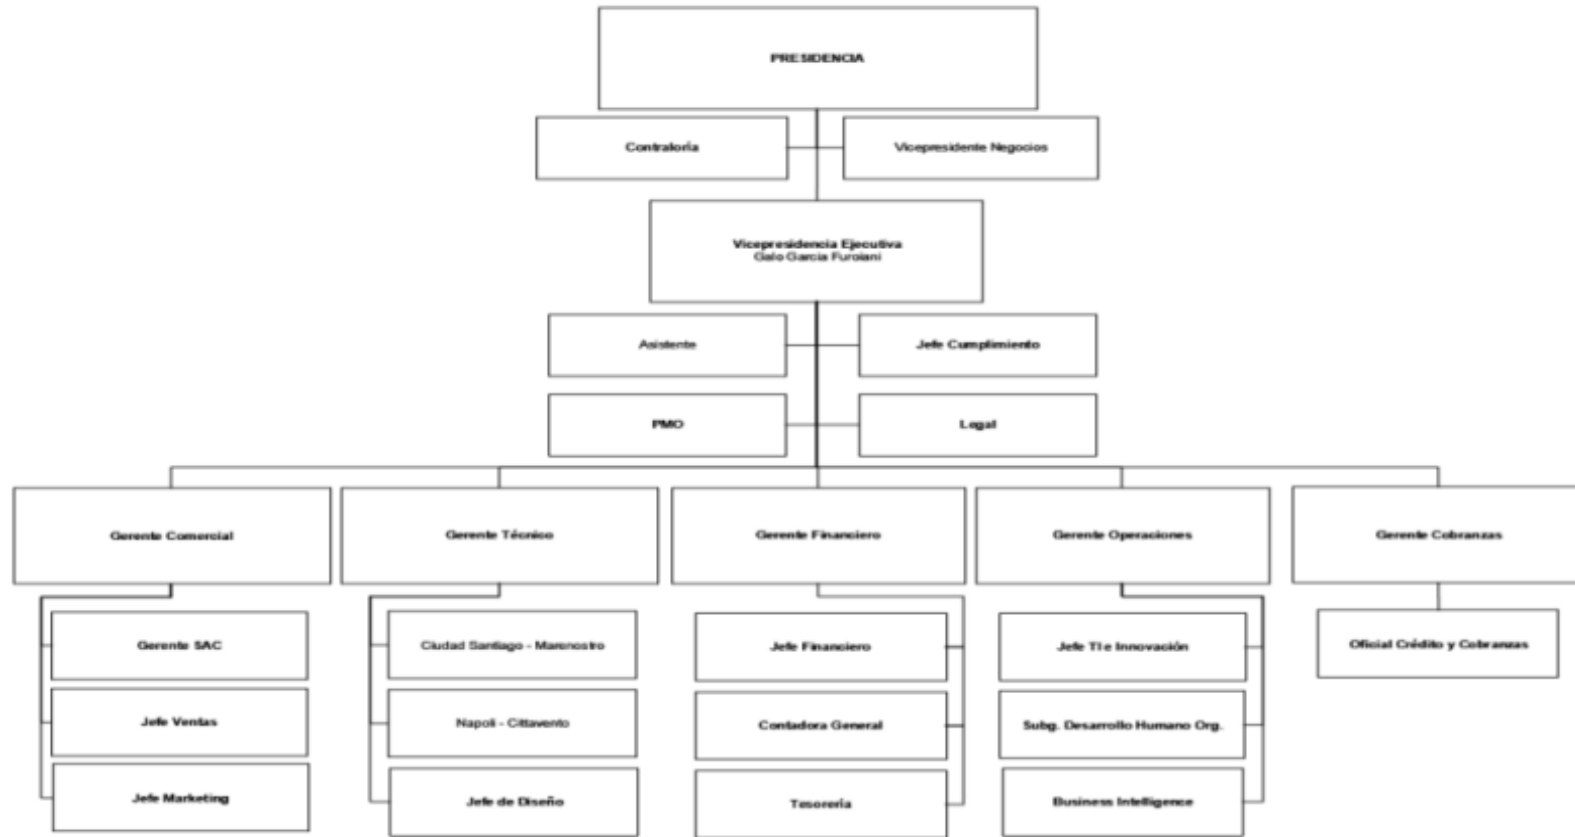 PRESIDENCIA
Contraloría
Vicepresidente Negocios
Vicepresidencia Ejecutiva
Galo García Furoiani
Asistente
Jefe Cumplimiento
PMO
Legal
Gerente Comercial
Gerente Técnico
Gerente Financiero
Gerente Operaciones
Gerente Cobranzas
Gerente SAC
Ciudad Santiago - Marenostro
Jefe Financiero
Jefe TI e Innovación
Oficial Crédito y Cobranzas
Jefe Ventas
Napoli - Cittavento
Contadora General
Subg. Desarrollo Humano Org.
Jefe Marketing
Jefe de Diseño
Tesorería
Business Intelligence